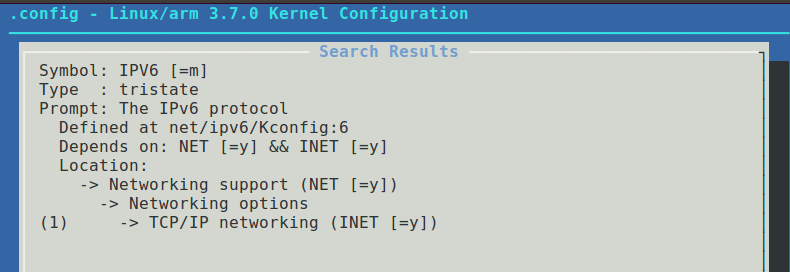 .config - Linux/arm 3.7.0 Kernel Configuration
Search Results
Symbol: IPV6 [=m]
Type  : tristate
Prompt: The IPv6 protocol
  Defined at net/ipv6/Kconfig:6
  Depends on: NET [=y] && INET [=y]
  Location:
    -> Networking support (NET [=y])
      -> Networking options
(1)     -> TCP/IP networking (INET [=y])